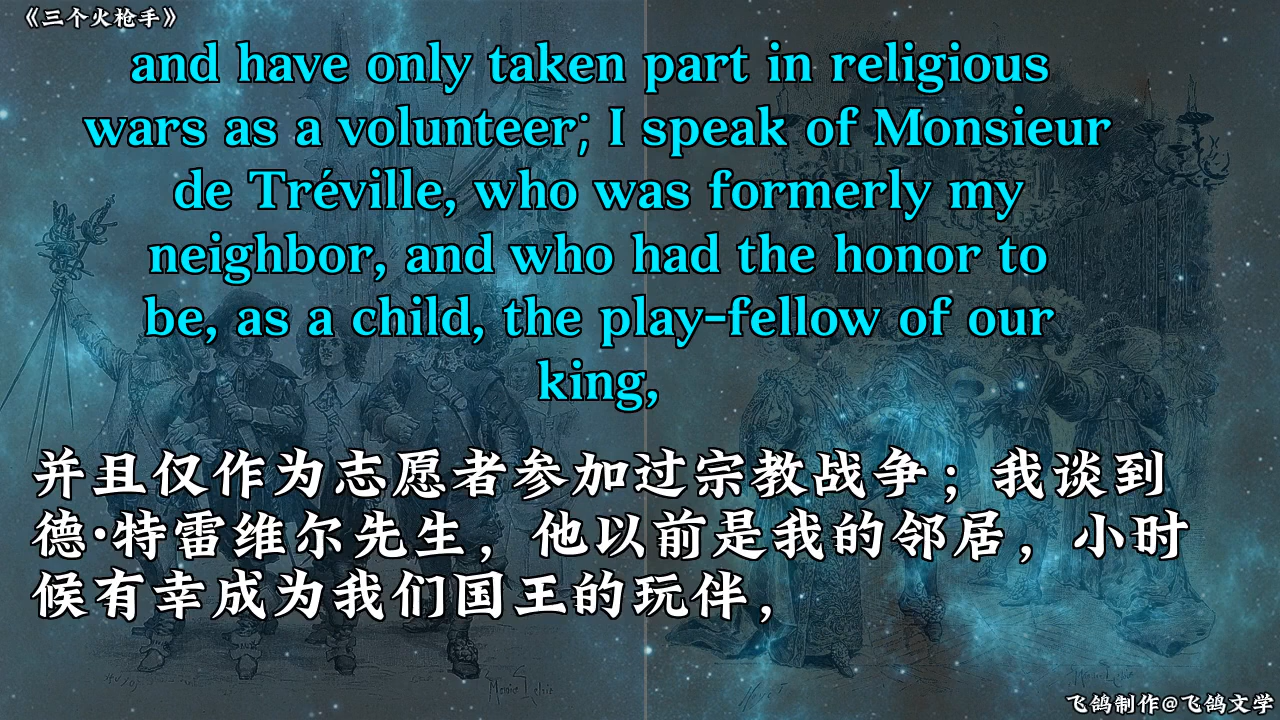 《三个火枪手》
and have only taken part in religious
wars as a volunteer; I speak of Monsieur
de Tréville, who was formerly my
neighbor, and who had the honor to
be, as a child, the play-fellow of our
king,
并且仅作为志愿者参加过宗教战争；我谈到
德·特雷维尔先生，他以前是我的邻居，小时
候有幸成为我们国王的玩伴，
飞鸽制作@飞鸽文学